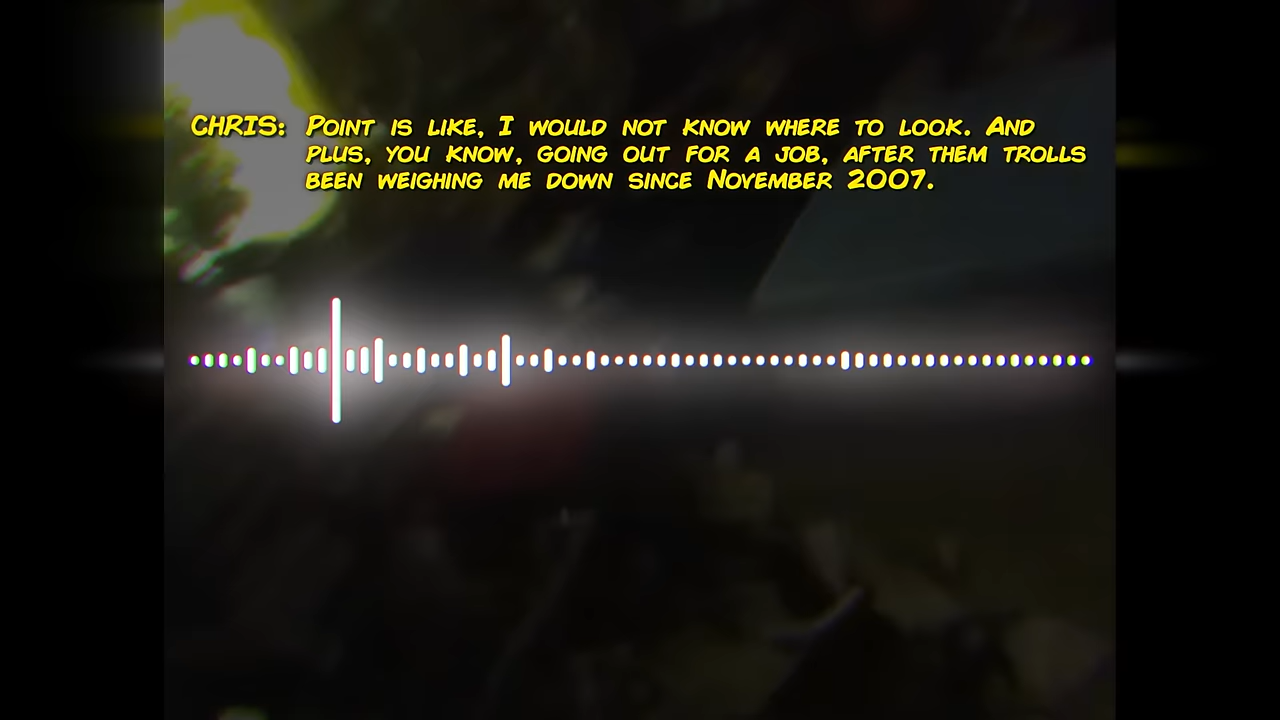 CHRIS: Point is like, I would not know where to look. And
plus, you know, going out for a job, after them trolls
been weighing me down since November 2007.